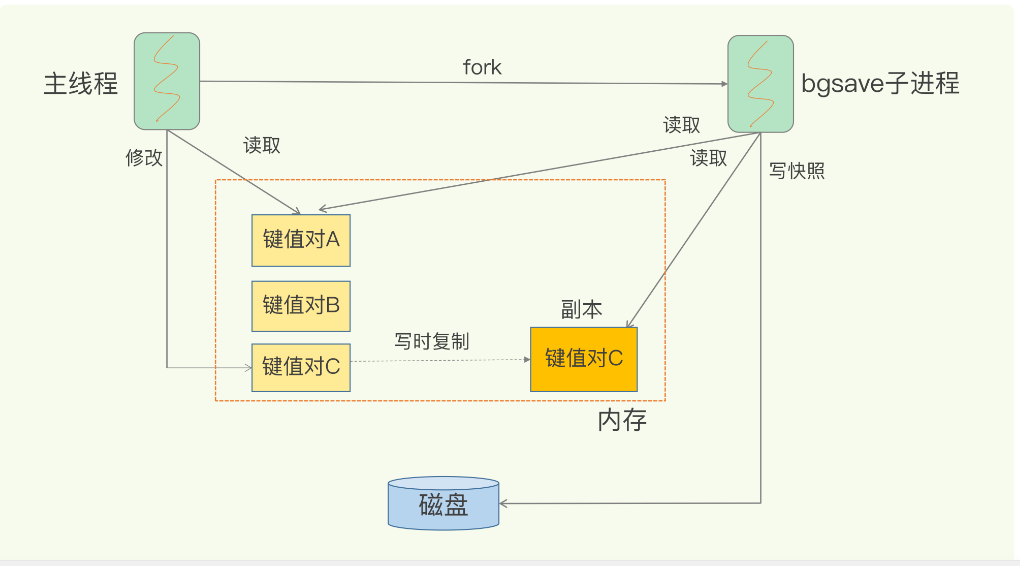 fork
主线程
bgsave子进程
读取
读取
修改
读取
写快照
键值对A
键值对B
副本
写时复制
键值对C
键值对C
内存
磁盘